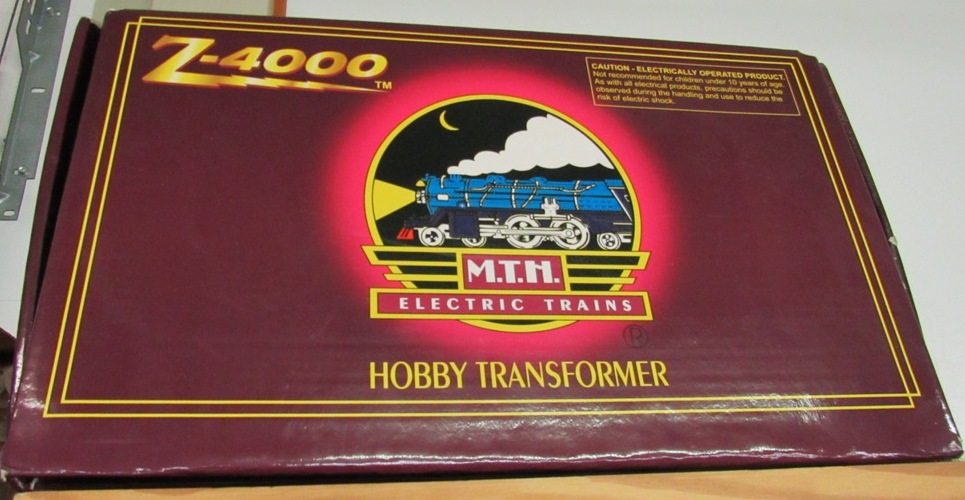 Z-4000 TM
CAUTION - ELECTRICALLY OPERATED PRODUCT.
Not recommended for children under 10 years of age.
As with all electrical products, precautions should be
observed during the handling and use to reduce the
risk of electric shock.
M.T.H.
ELECTRIC TRAINS
®
HOBBY TRANSFORMER